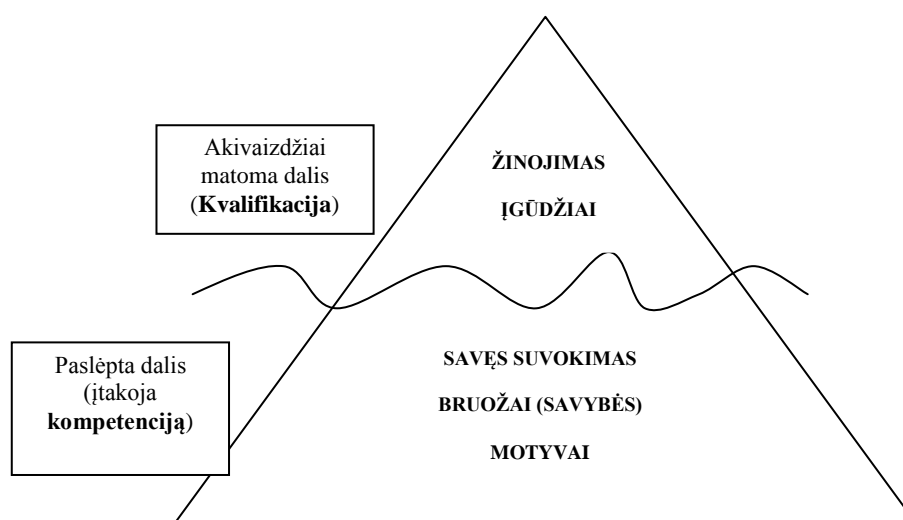 Akivaizdžiai
matoma dalis
(Kvalifikacija)
ŽINOJIMAS
ĮGŪDŽIAI
Paslėpta dalis
(įtakoja
kompetenciją)
SAVĘS SUVOKIMAS
BRUOŽAI (SAVYBĖS)
MOTYVAI